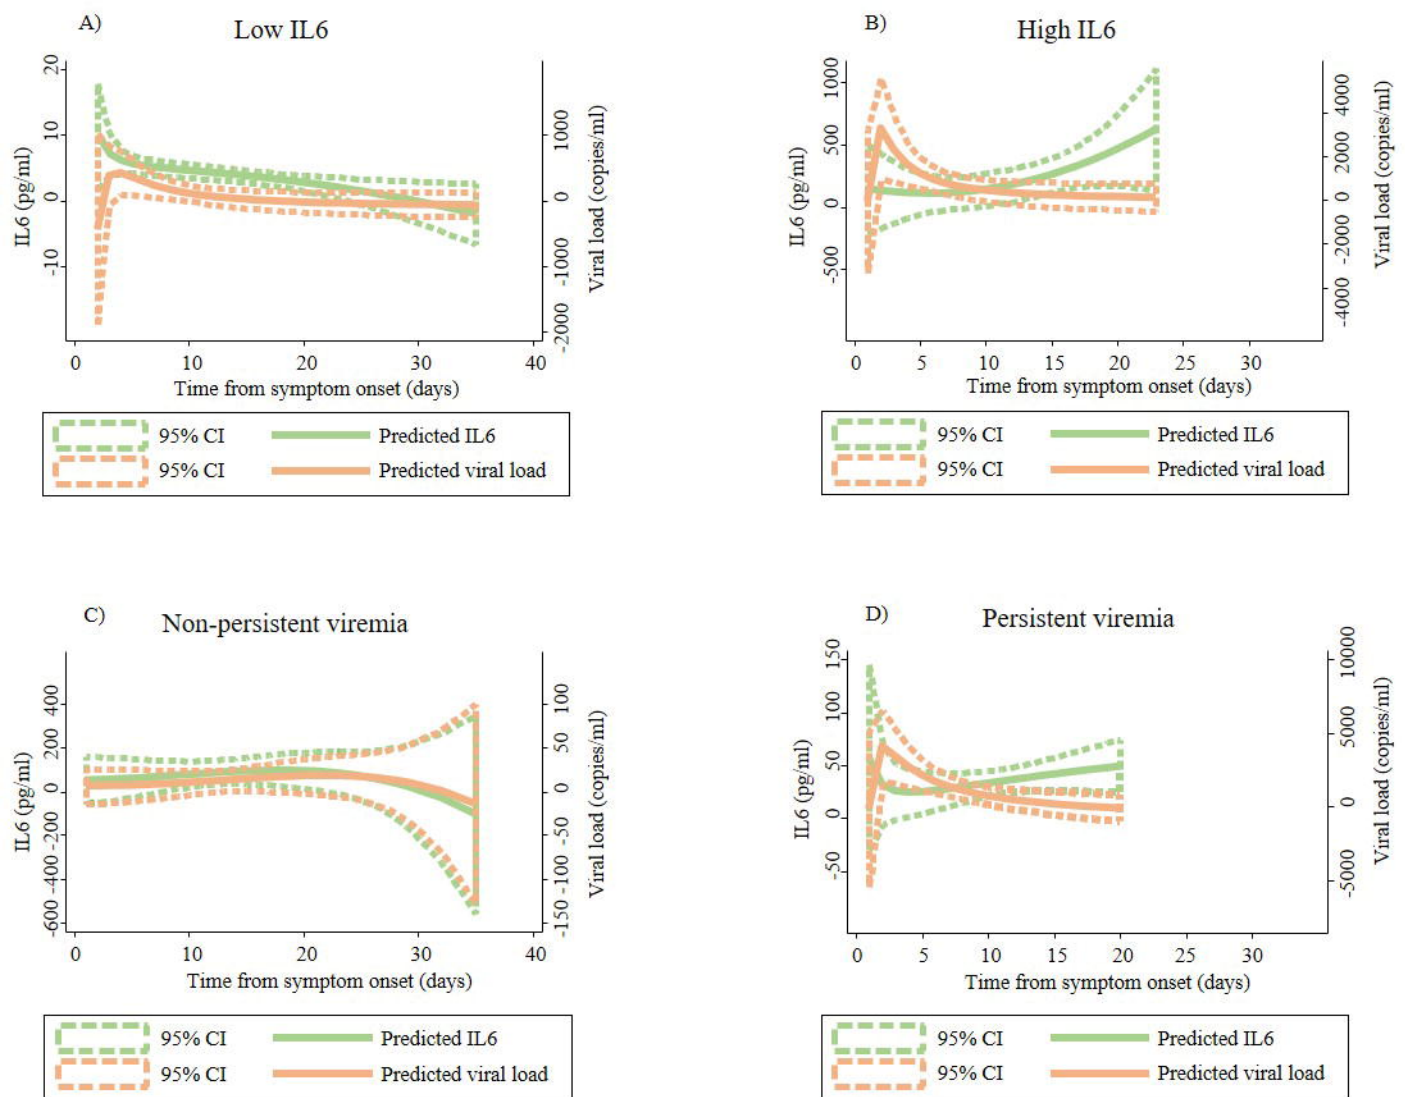 A)
Low IL6
20
10
0
-10
IL6 (pg/ml)
1000
0
-1000
-2000
Viral load (copies/ml)
0 10 20 30 40
Time from symptom onset (days)
95% CI Predicted IL6
95% CI Predicted viral load
B)
High IL6
1000
500
0
-500
IL6 (pg/ml)
4000
2000
0
-2000
-4000
Viral load (copies/ml)
0 5 10 15 20 25 30
Time from symptom onset (days)
95% CI Predicted IL6
95% CI Predicted viral load
C)
Non-persistent viremia
400
200
0
-200
-400
-600
IL6 (pg/ml)
100
50
0
-50
-100
-150
Viral load (copies/ml)
0 10 20 30 40
Time from symptom onset (days)
95% CI Predicted IL6
95% CI Predicted viral load
D)
Persistent viremia
150
100
50
0
-50
IL6 (pg/ml)
10000
5000
0
-5000
Viral load (copies/ml)
0 5 10 15 20 25 30
Time from symptom onset (days)
95% CI Predicted IL6
95% CI Predicted viral load